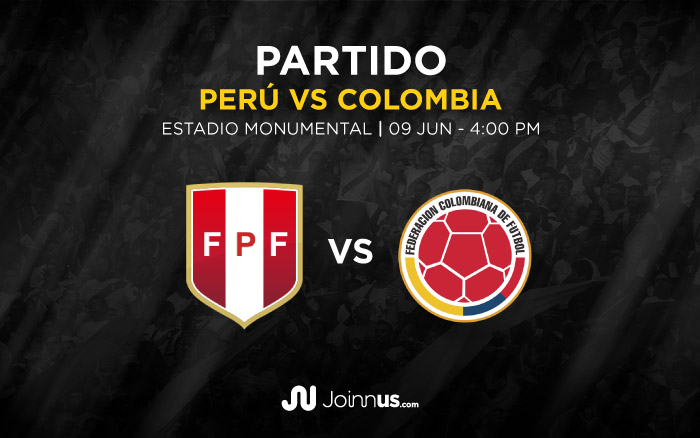 PARTIDO
PERÚ VS COLOMBIA
ESTADIO MONUMENTAL | 09 JUN - 4:00 PM
FPF
VS
FEDERACION COLOMBIANA DE FUTBOL
Joinnus.com